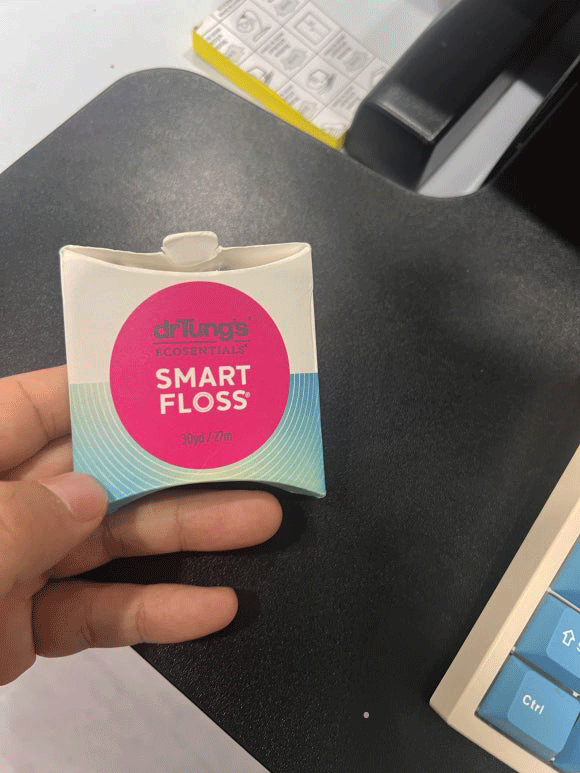 drTung's
ECOSENTIALS
SMART
FLOSS®
30yd / 27m
Ctrl